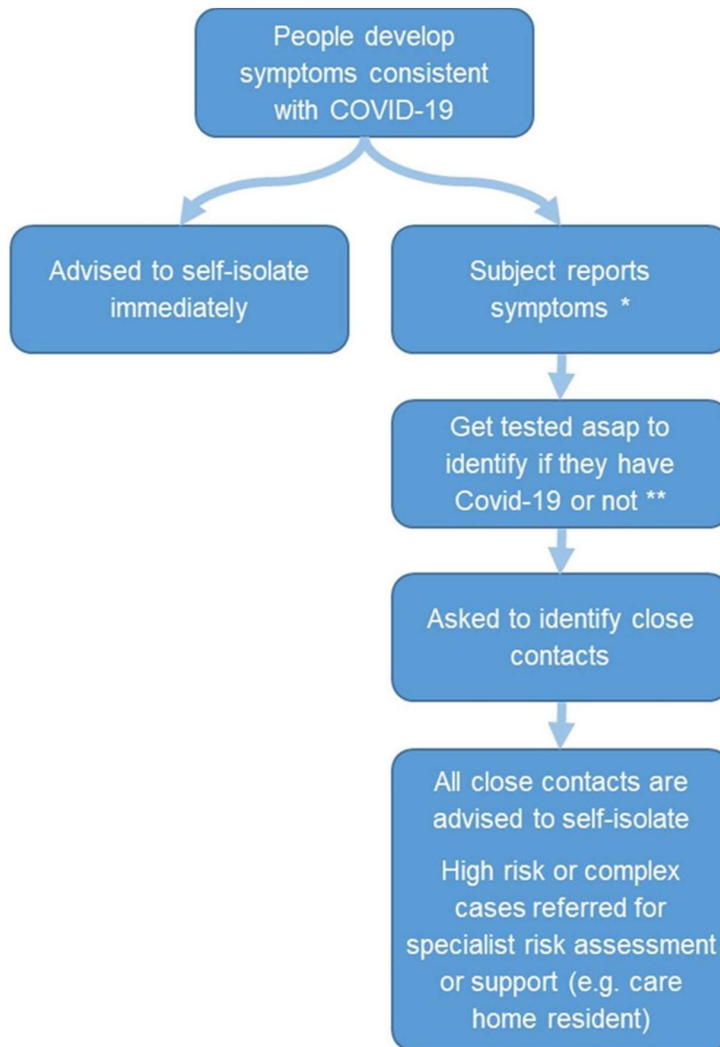 People develop
symptoms consistent
with COVID-19
Advised to self-isolate
immediately
Subject reports
symptoms *
Get tested asap to
identify if they have
Covid-19 or not **
Asked to identify close
contacts
All close contacts are
advised to self-isolate
High risk or complex
cases referred for
specialist risk assessment
or support (e.g. care
home resident)